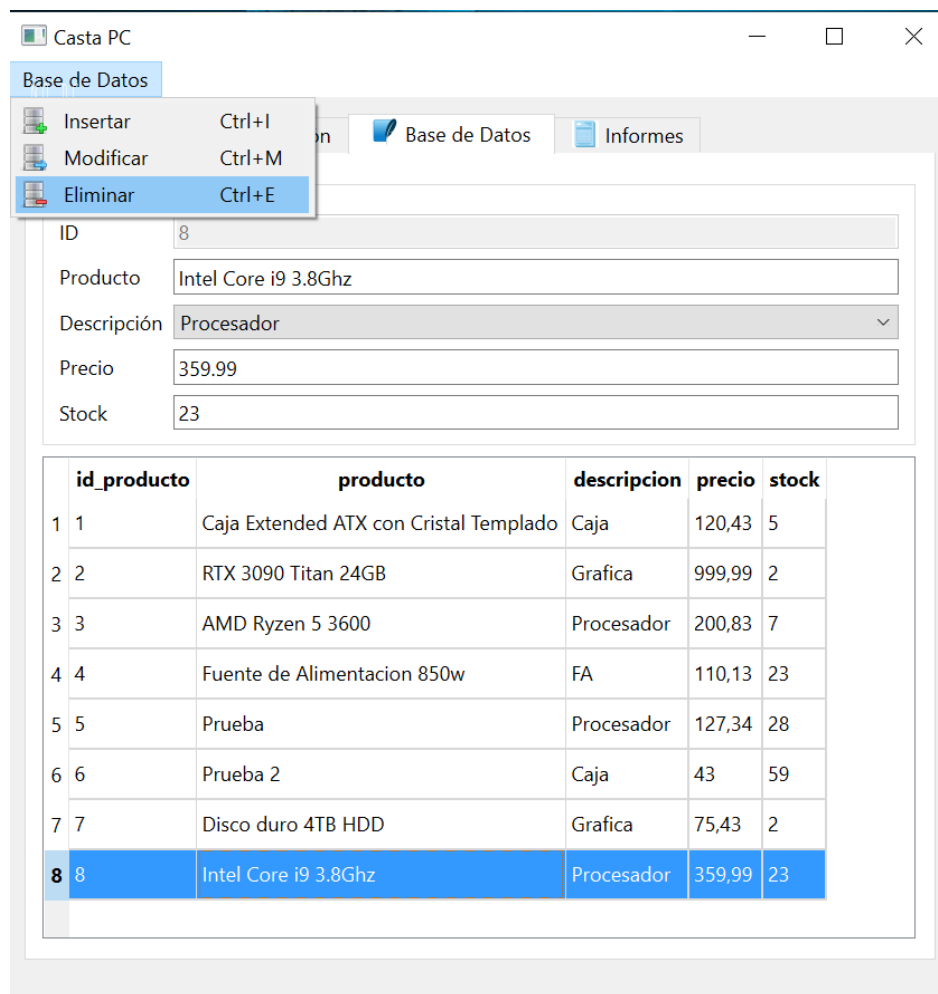 Casta PC
Base de Datos
Insertar Ctrl+I
Modificar Ctrl+M
Eliminar Ctrl+E
Base de Datos
Informes
ID 8
Producto Intel Core i9 3.8Ghz
Descripción Procesador
Precio 359.99
Stock 23
id_producto producto descripcion precio stock
1 1 Caja Extended ATX con Cristal Templado Caja 120,43 5
2 2 RTX 3090 Titan 24GB Grafica 999,99 2
3 3 AMD Ryzen 5 3600 Procesador 200,83 7
4 4 Fuente de Alimentacion 850w FA 110,13 23
5 5 Prueba Procesador 127,34 28
6 6 Prueba 2 Caja 43 59
7 7 Disco duro 4TB HDD Grafica 75,43 2
8 8 Intel Core i9 3.8Ghz Procesador 359,99 23